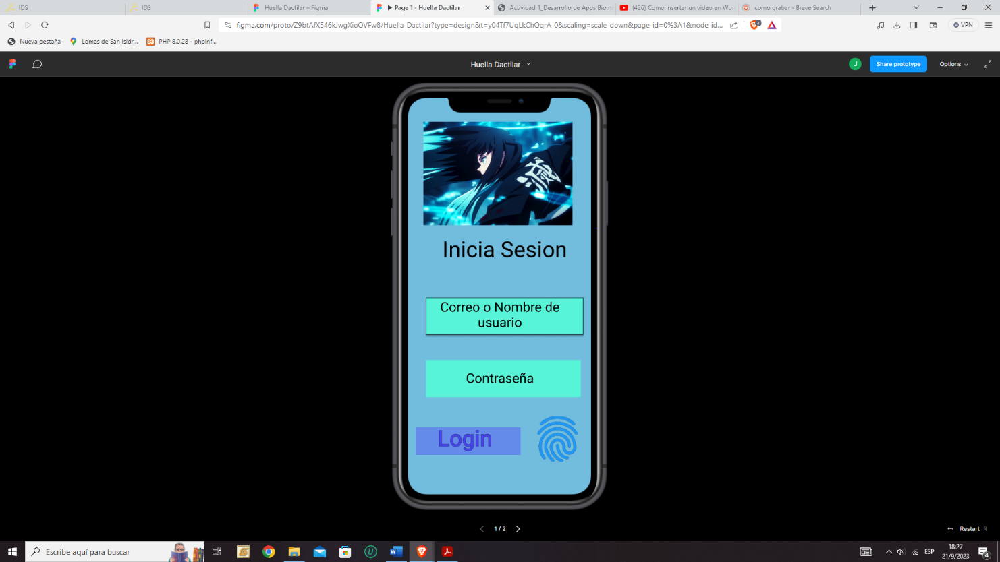 IDS
IDS
Huella Dactilar – Figma
Page 1 - Huella Dactilar
Actividad 1_Desarrollo de Apps Biom
(426) Como insertar un video en Wor
como grabar - Brave Search
figma.com/proto/Z9btAfX546kJwgXioQVFw8/Huella-Dactilar?type=design&t=y04Tf7UqLkChQqrA-0&scaling=scale-down&page-id=0%3A1&node-id...
VPN
Nueva pestaña
Lomas de San Isidr...
PHP 8.0.28 - phpinf...
Huella Dactilar
J
Share prototype
Options
滅
Inicia Sesion
Correo o Nombre de
usuario
Contraseña
Login
1 / 2
Restart R
Escribe aquí para buscar
ESP
18:27
21/9/2023
4